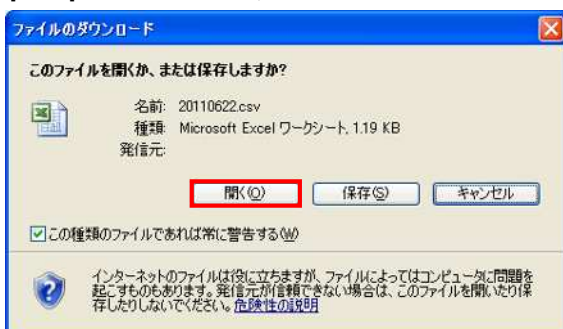 ファイルのダウンロード
このファイルを開くか、または保存しますか?
名前: 20110622.csv
種類: Microsoft Excel ワークシート, 1.19 KB
発信元:
開く(O) 保存(S) キャンセル
この種類のファイルであれば常に警告する(W)
インターネットのファイルは役に立ちますが、ファイルによってはコンピュータに問題を
起こすものもあります。発信元が信頼できない場合は、このファイルを開いたり保
存したりしないでください。危険性の説明